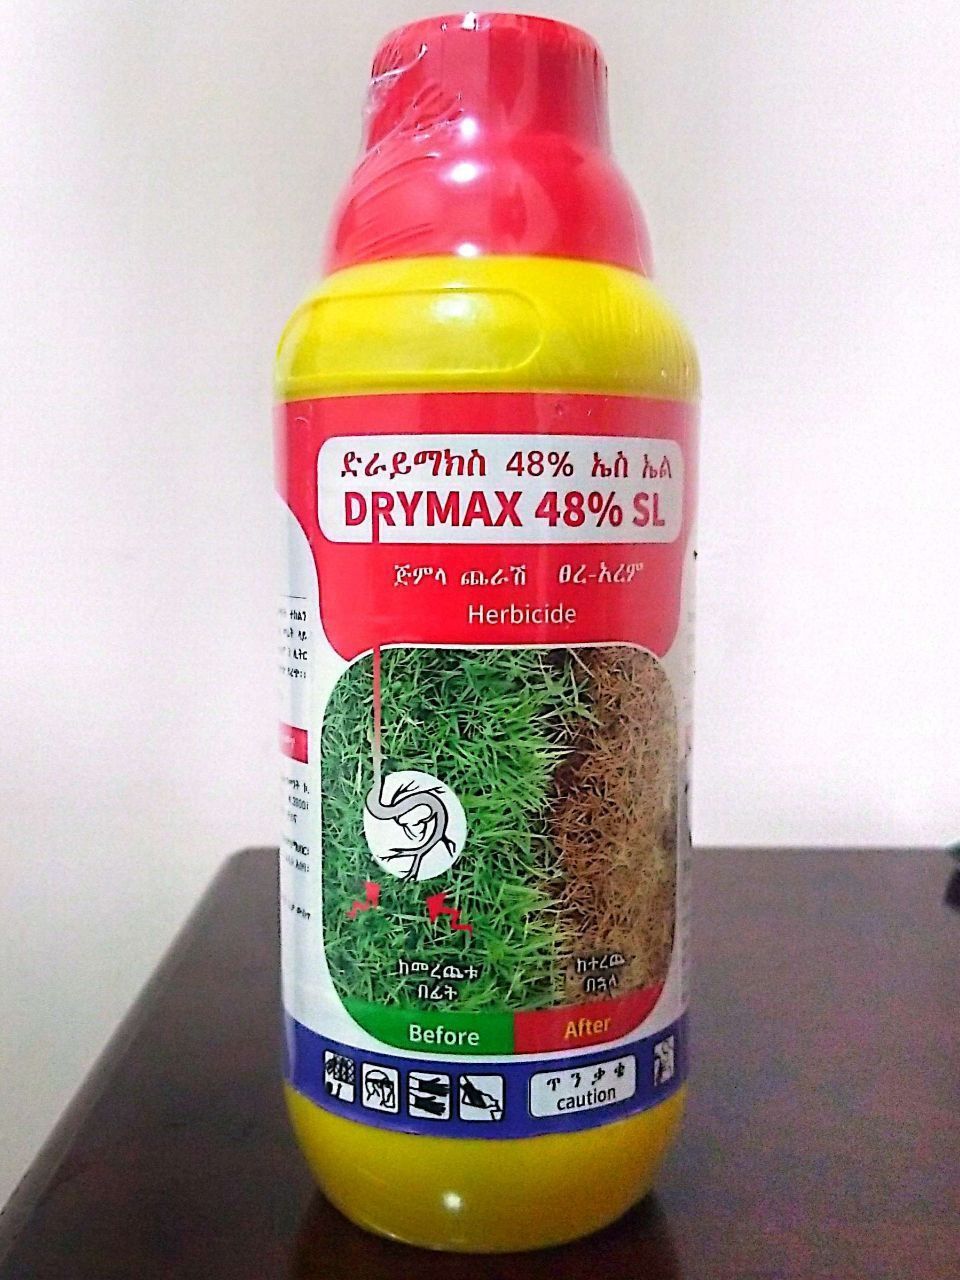 ድራይማክስ 48% ኤስ ኤል
DRYMAX 48% SL
ጅምላ ጨራሽ ፀረ-አረም
Herbicide
ከመረጨቱ
በፊት
ከተረጨ
በኋላ
Before
After
ጥንቃቄ
caution